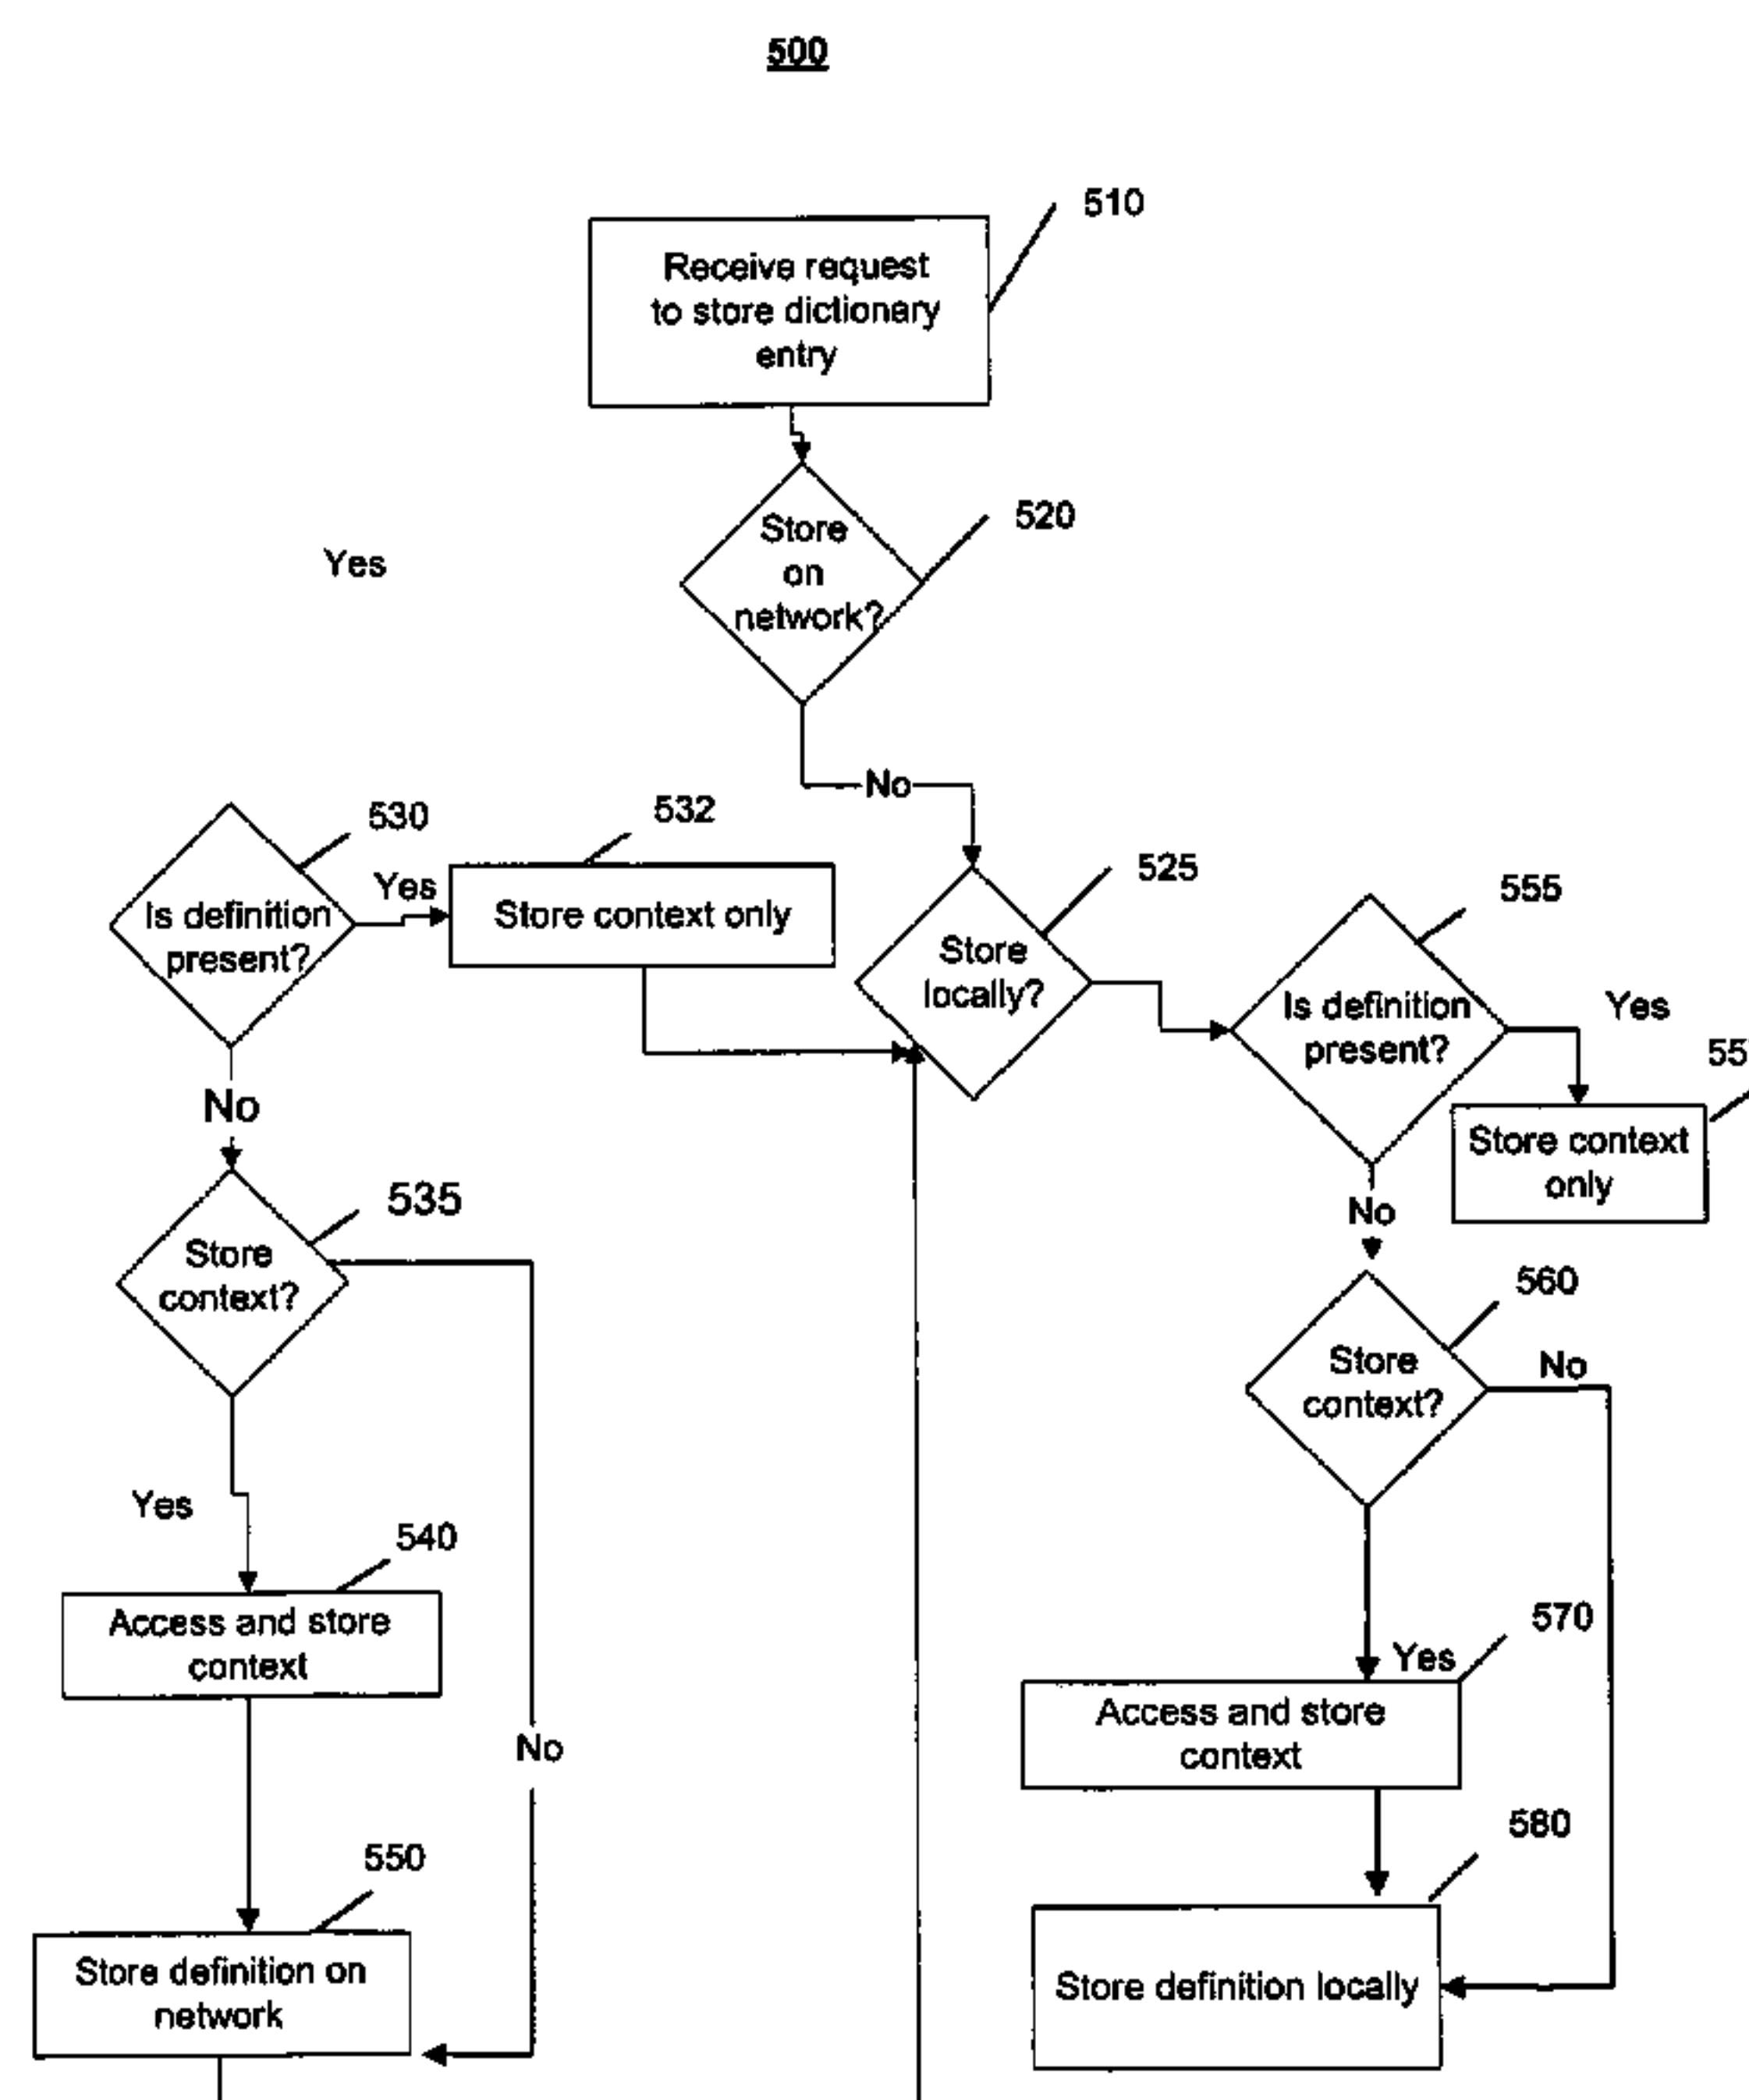 500
510
Receive request
to store dictionary
entry
520
Store
on
network?
Yes
No
530
532
525
555
Is definition
present?
Yes
Store context only
Store
locally?
Is definition
present?
Yes
55
Store context
only
No
No
535
Store
context?
560
Store
context?
No
Yes
540
Access and store
context
570
Yes
Access and store
context
No
580
550
Store definition on
network
Store definition locally